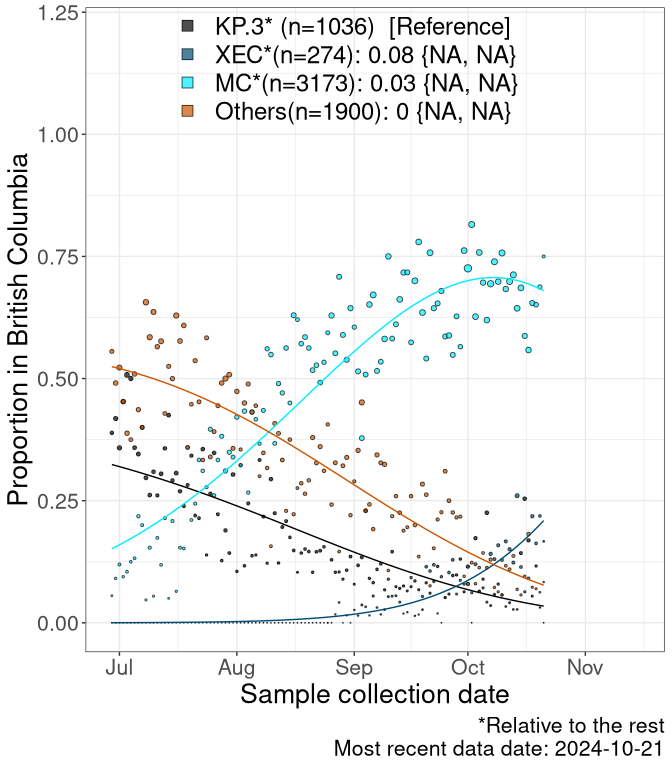 KP.3* (n=1036)  [Reference]
XEC*(n=274): 0.08 {NA, NA}
MC*(n=3173): 0.03 {NA, NA}
Others(n=1900): 0 {NA, NA}
1.25
1.00
0.75
0.50
0.25
0.00
Proportion in British Columbia
Jul Aug Sep Oct Nov
Sample collection date
*Relative to the rest
Most recent data date: 2024-10-21